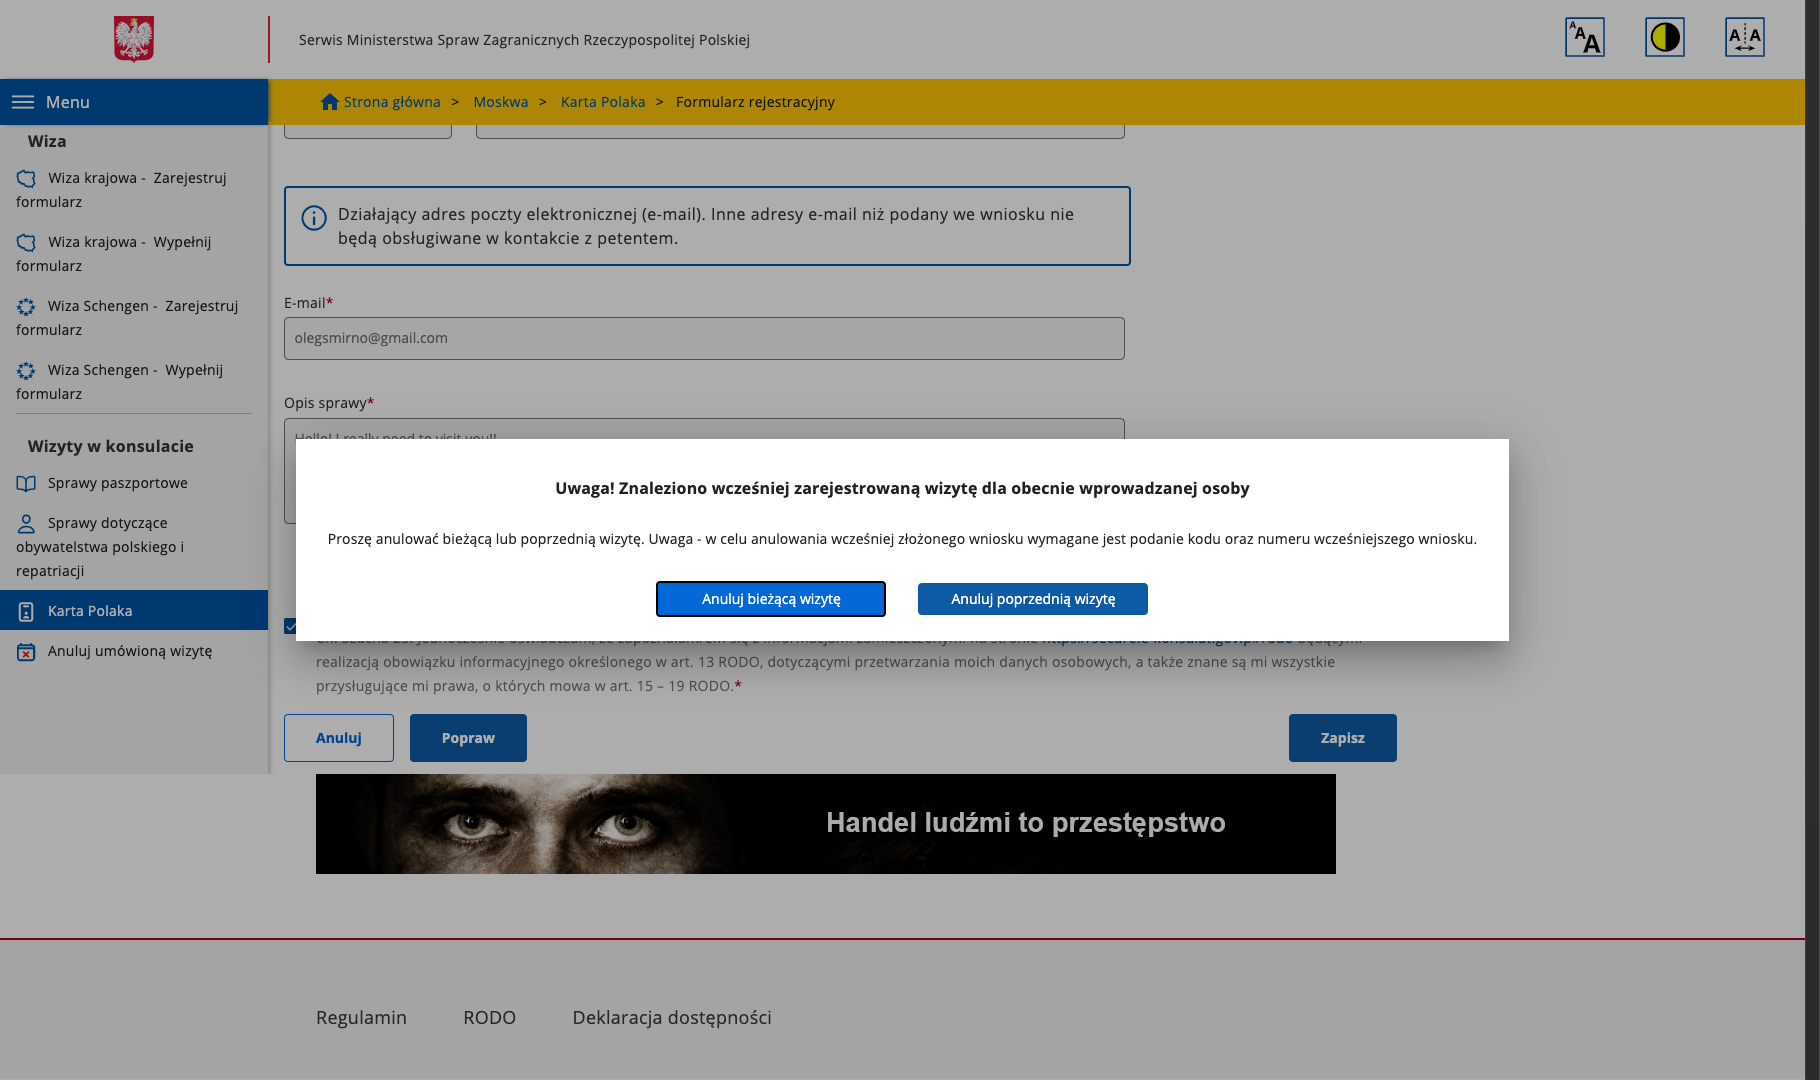 Serwis Ministerstwa Spraw Zagranicznych Rzeczypospolitej Polskiej
A A A
A A
Menu
Strona główna > Moskwa > Karta Polaka > Formularz rejestracyjny
Wiza
Wiza krajowa - Zarejestruj
formularz
Wiza krajowa - Wypełnij
formularz
Wiza Schengen - Zarejestruj
formularz
Wiza Schengen - Wypełnij
formularz
Wizyty w konsulacie
Sprawy paszportowe
Sprawy dotyczące
obywatelstwa polskiego i
repatriacji
Karta Polaka
Anuluj umówioną wizytę
Działający adres poczty elektronicznej (e-mail). Inne adresy e-mail niż podany we wniosku nie
będą obsługiwane w kontakcie z petentem.
E-mail*
olegsmirno@gmail.com
Opis sprawy*
Hello! I really need to visit you!!
Uwaga! Znaleziono wcześniej zarejestrowaną wizytę dla obecnie wprowadzanej osoby
Proszę anulować bieżącą lub poprzednią wizytę. Uwaga - w celu anulowania wcześniej złożonego wniosku wymagane jest podanie kodu oraz numeru wcześniejszego wniosku.
Anuluj bieżącą wizytę
Anuluj poprzednią wizytę
realizacją obowiązku informacyjnego określonego w art. 13 RODO, dotyczącymi przetwarzania moich danych osobowych, a także znane są mi wszystkie
przysługujące mi prawa, o których mowa w art. 15 – 19 RODO.*
Anuluj
Popraw
Zapisz
Handel ludźmi to przestępstwo
Regulamin
RODO
Deklaracja dostępności